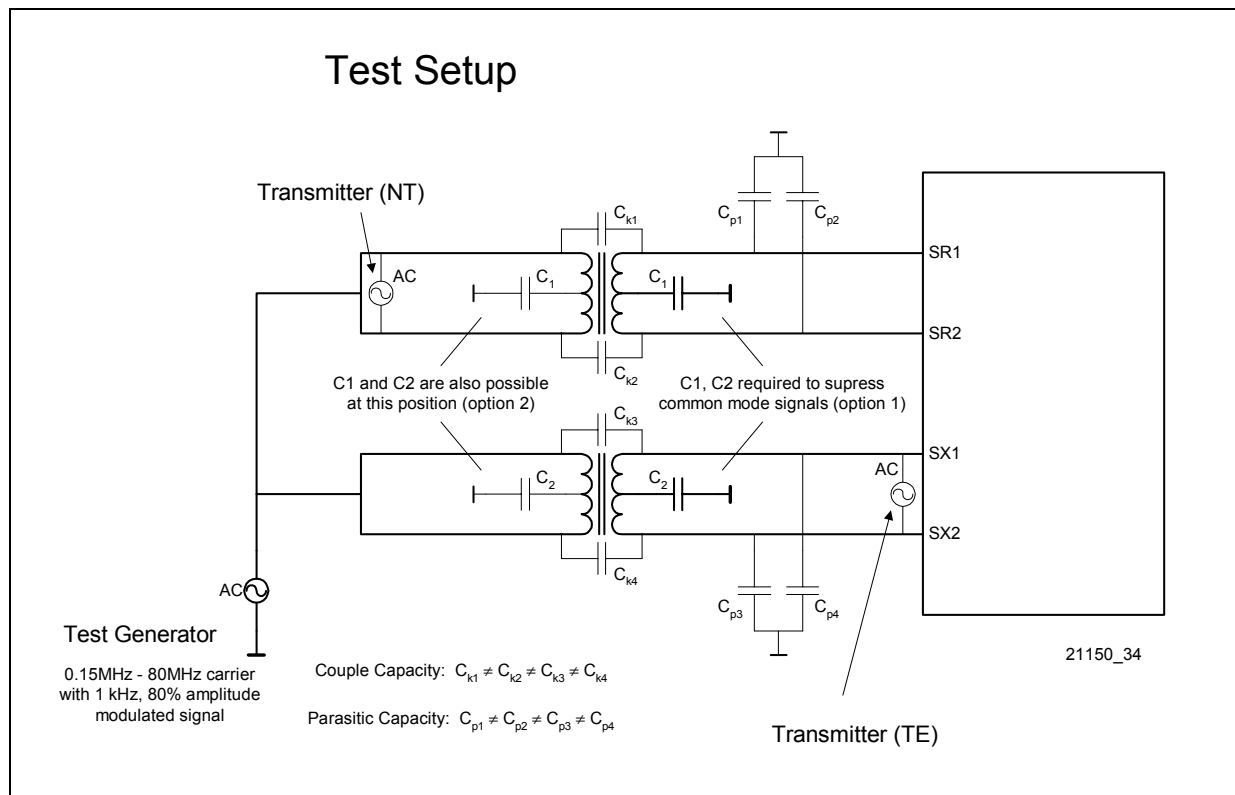 Test Setup
Transmitter (NT)
Ck1
Cp1
Cp2
SR1
AC
C1
C1
SR2
Ck2
C1 and C2 are also possible
at this position (option 2)
C1, C2 required to supress
common mode signals (option 1)
Ck3
SX1
AC
C2
C2
SX2
Ck4
AC
Cp3
Cp4
Test Generator
0.15MHz - 80MHz carrier
with 1 kHz, 80% amplitude
modulated signal
Couple Capacity: Ck1 ≠ Ck2 ≠ Ck3 ≠ Ck4
Parasitic Capacity: Cp1 ≠ Cp2 ≠ Cp3 ≠ Cp4
21150_34
Transmitter (TE)